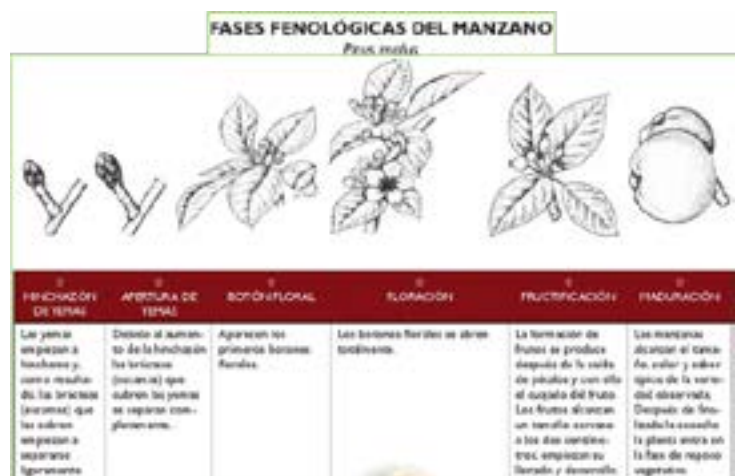 FASES FENOLÓGICAS DEL MANZANO
Pirus malus
HINCHAZÓN
DE YEMAS
APERTURA DE
YEMAS
BOTÓN FLORAL
FLORACIÓN
FRUCTIFICACIÓN
MADURACIÓN
Las yemas
empiezan a
hincharse y,
como resulta-
do, las brácteas
(escamas) que
las cubren
empiezan a
separarse
ligeramente
Debido al aumen-
to de la hinchazón
las brácteas
(escamas) que
cubren las yemas
se separan com-
pletamente.
Aparecen los
primeros botones
florales.
Los botones florales se abren
totalmente.
La formación de
frutos se produce
después de la caída
de pétalos y con ello
el cuajado del fruto.
Los frutos alcanzan
un tamaño cercano
a los dos centíme-
tros, empiezan su
llenado y desarrollo
Las manzanas
alcanzan el tama-
ño, color y sabor
típico de la varie-
dad observada.
Después de fina-
lizada la cosecha
la planta entra en
la fase de reposo
vegetativo